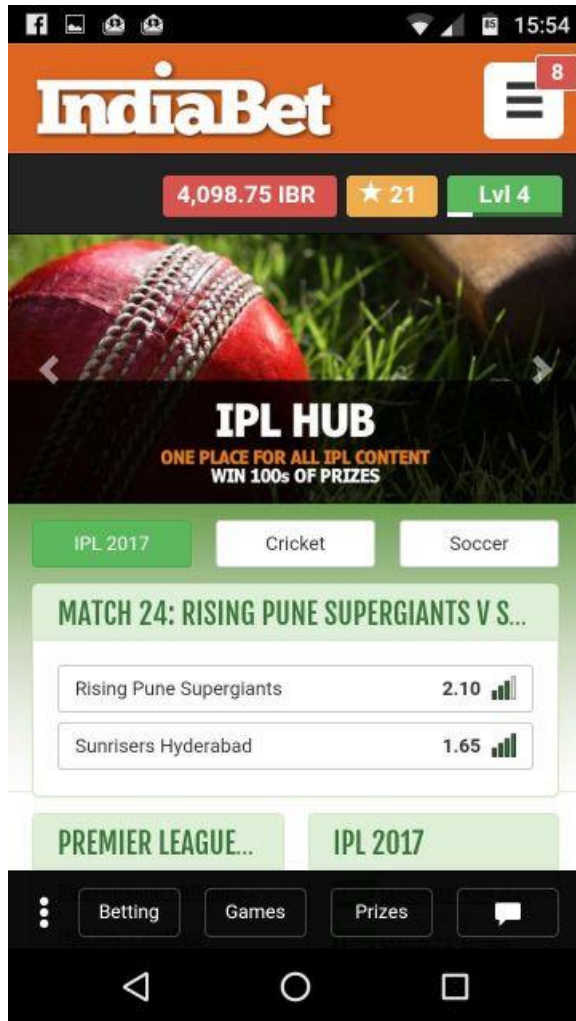 85 15:54
IndiaBet
8
4,098.75 IBR ★ 21 Lvl 4
IPL HUB
ONE PLACE FOR ALL IPL CONTENT
WIN 100s OF PRIZES
IPL 2017 Cricket Soccer
MATCH 24: RISING PUNE SUPERGIANTS V S...
Rising Pune Supergiants 2.10
Sunrisers Hyderabad 1.65
PREMIER LEAGUE... IPL 2017
Betting Games Prizes